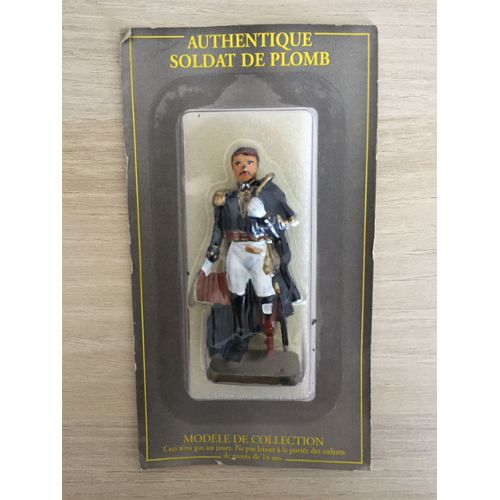 AUTHENTIQUE
SOLDAT DE PLOMB
MODELE DE COLLECTION
Ceci n'est pas un jouet. Ne pas laisser à la portée des enfants
de moins de 14 ans.